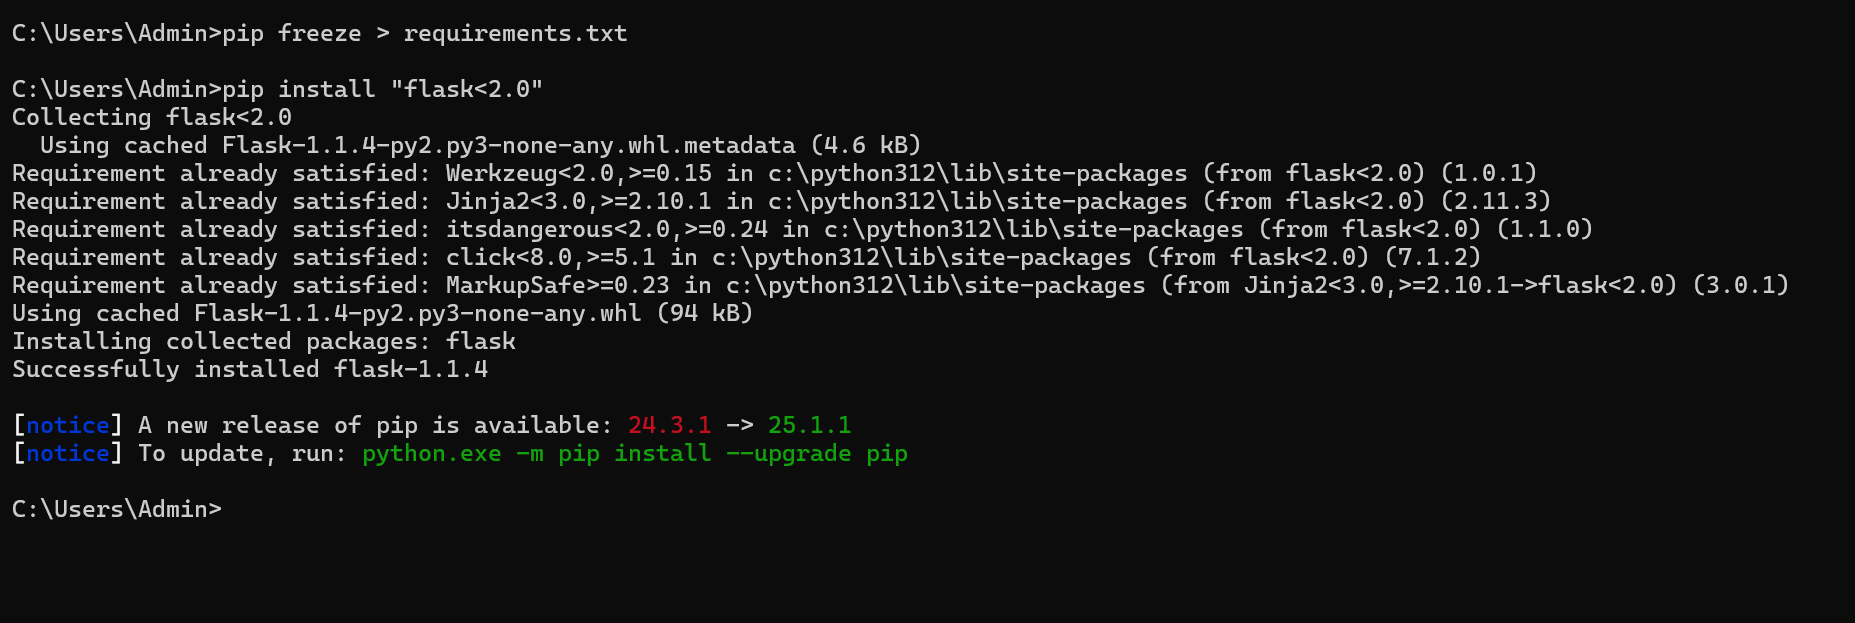 C:\Users\Admin>pip freeze > requirements.txt
C:\Users\Admin>pip install "flask<2.0"
Collecting flask<2.0
  Using cached Flask-1.1.4-py2.py3-none-any.whl.metadata (4.6 kB)
Requirement already satisfied: Werkzeug<2.0,>=0.15 in c:\python312\lib\site-packages (from flask<2.0) (1.0.1)
Requirement already satisfied: Jinja2<3.0,>=2.10.1 in c:\python312\lib\site-packages (from flask<2.0) (2.11.3)
Requirement already satisfied: itsdangerous<2.0,>=0.24 in c:\python312\lib\site-packages (from flask<2.0) (1.1.0)
Requirement already satisfied: click<8.0,>=5.1 in c:\python312\lib\site-packages (from flask<2.0) (7.1.2)
Requirement already satisfied: MarkupSafe>=0.23 in c:\python312\lib\site-packages (from Jinja2<3.0,>=2.10.1->flask<2.0) (3.0.1)
Using cached Flask-1.1.4-py2.py3-none-any.whl (94 kB)
Installing collected packages: flask
Successfully installed flask-1.1.4
[notice] A new release of pip is available: 24.3.1 -> 25.1.1
[notice] To update, run: python.exe -m pip install --upgrade pip
C:\Users\Admin>